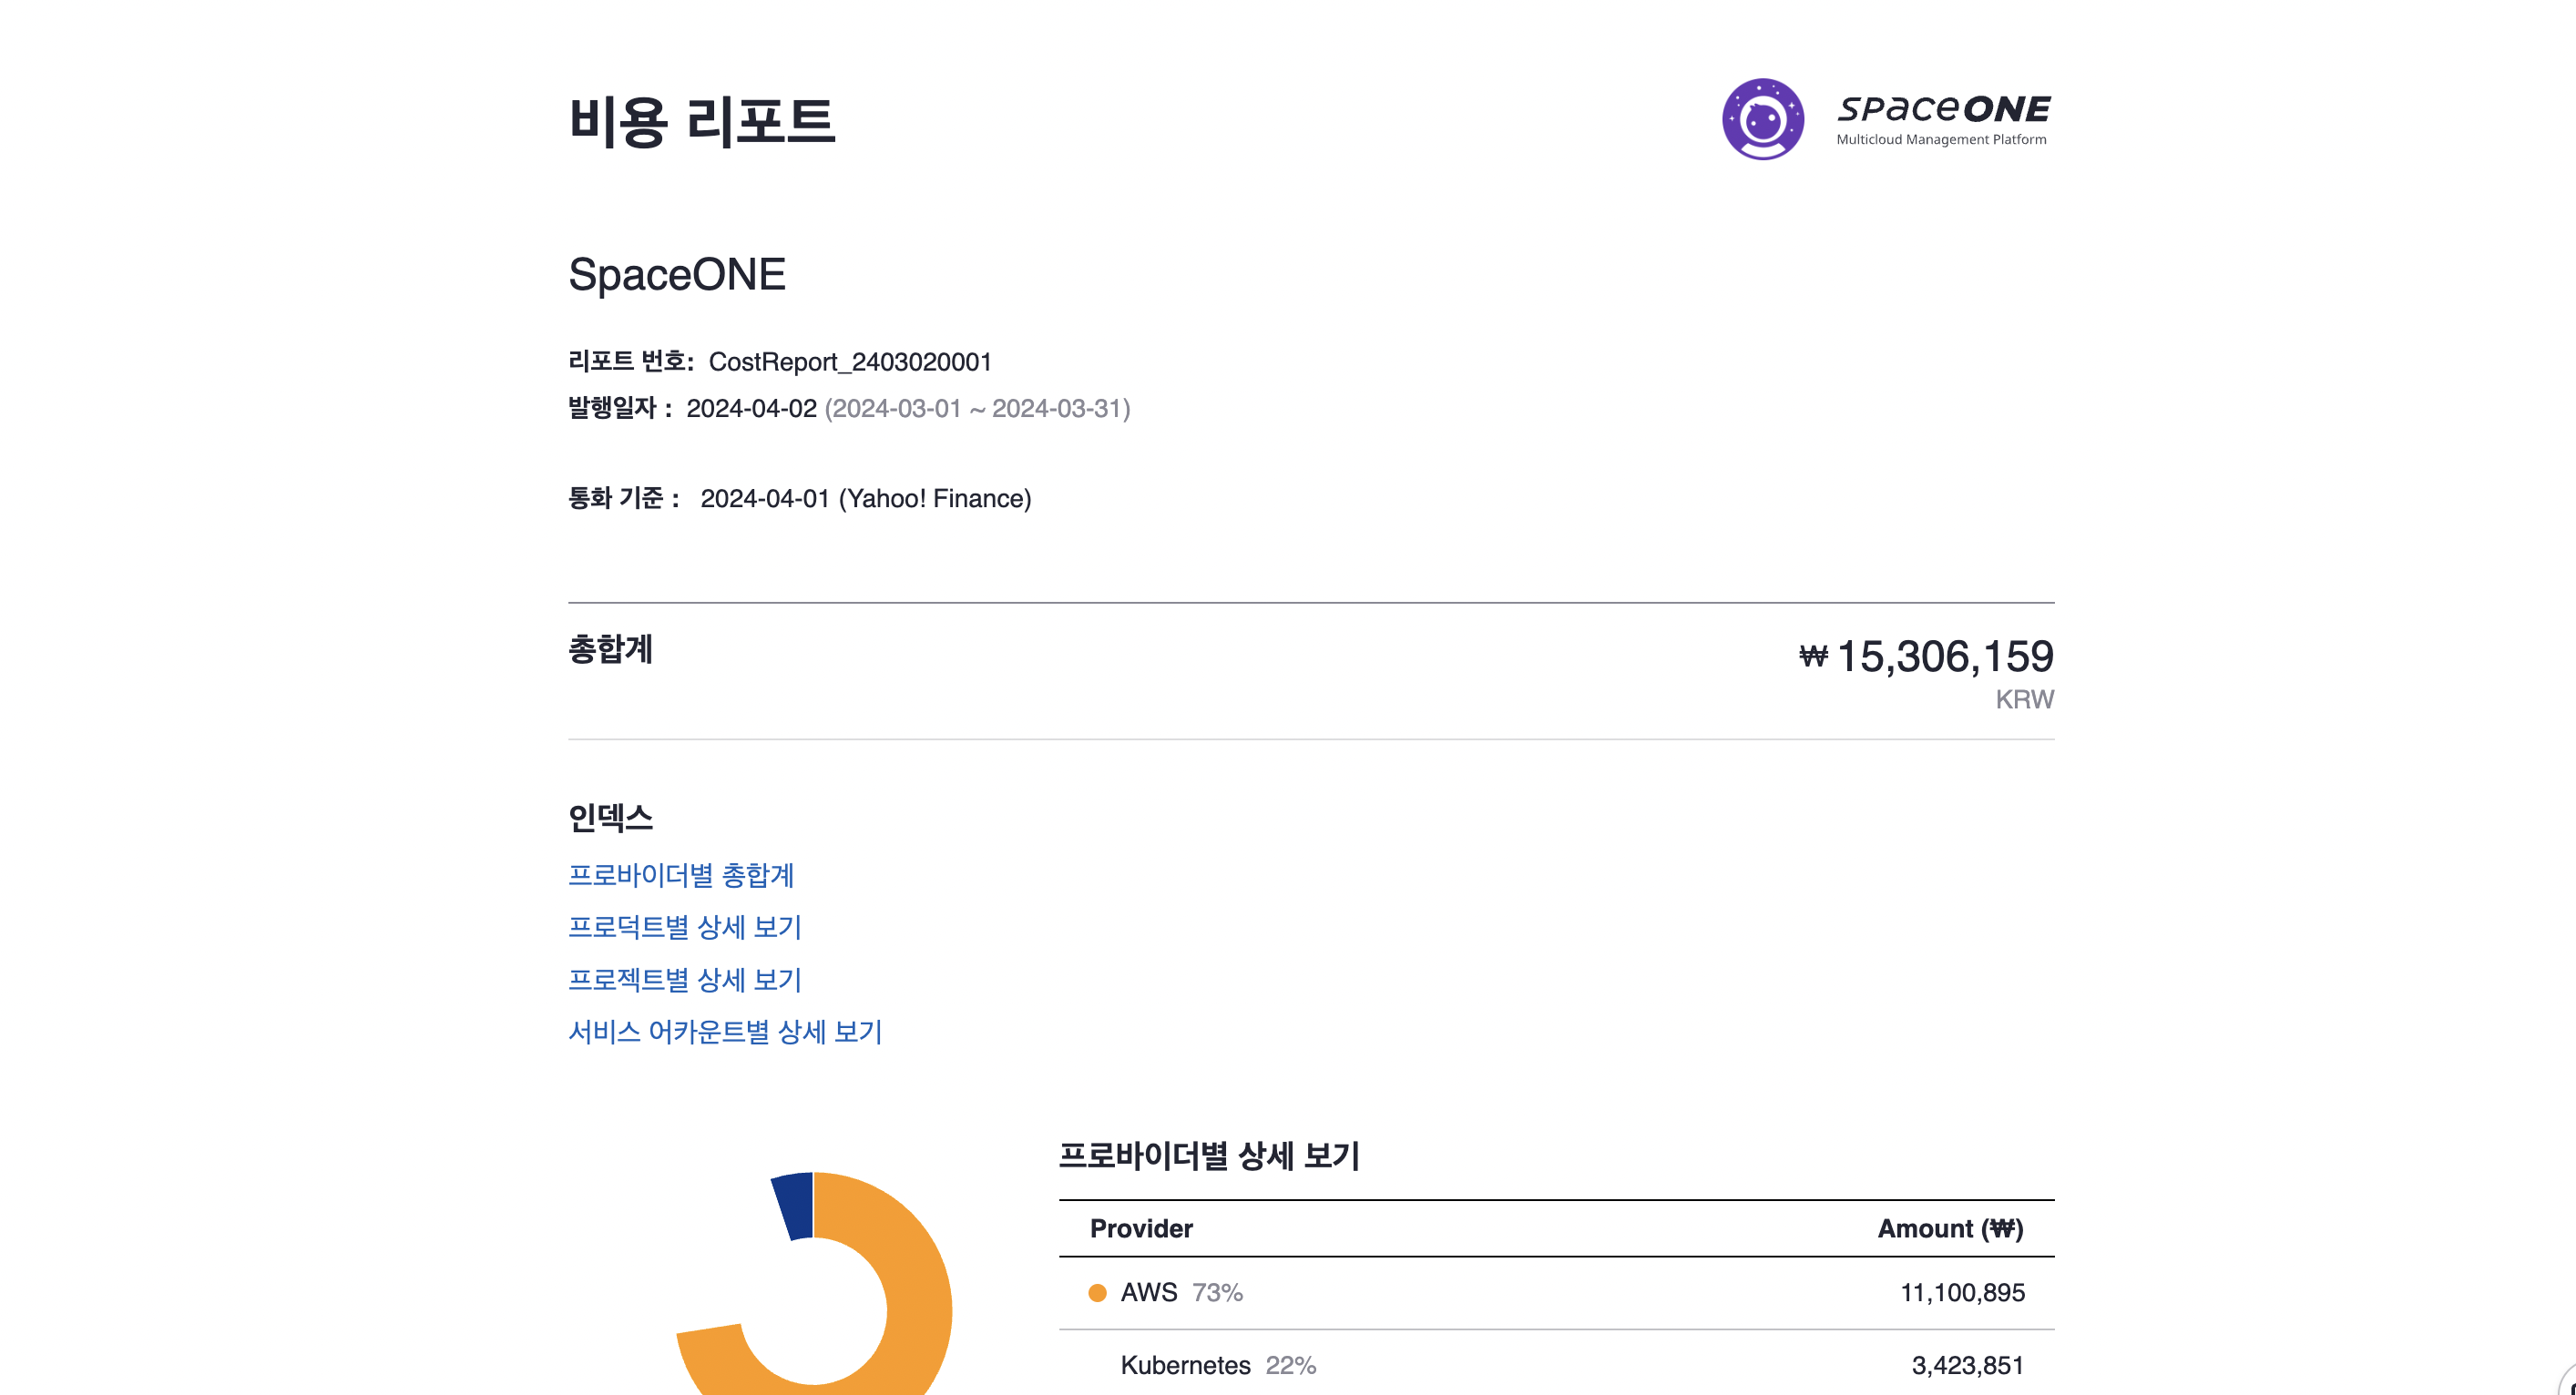 비용 리포트
spaceONE
Multicloud Management Platform
SpaceONE
리포트 번호: CostReport_2403020001
발행일자 : 2024-04-02 (2024-03-01 ~ 2024-03-31)
통화 기준 : 2024-04-01 (Yahoo! Finance)
총합계
₩ 15,306,159
KRW
인덱스
프로바이더별 총합계
프로덕트별 상세 보기
프로젝트별 상세 보기
서비스 어카운트별 상세 보기
프로바이더별 상세 보기
Provider Amount (₩)
AWS 73% 11,100,895
Kubernetes 22% 3,423,851